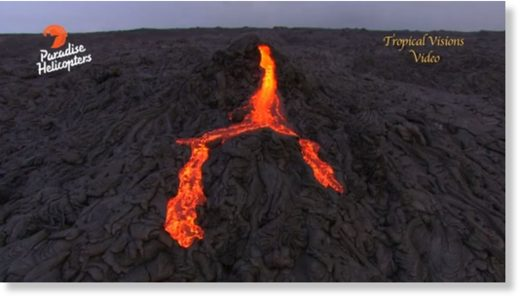 Paradise
Helicopters
Tropical Visions
Video